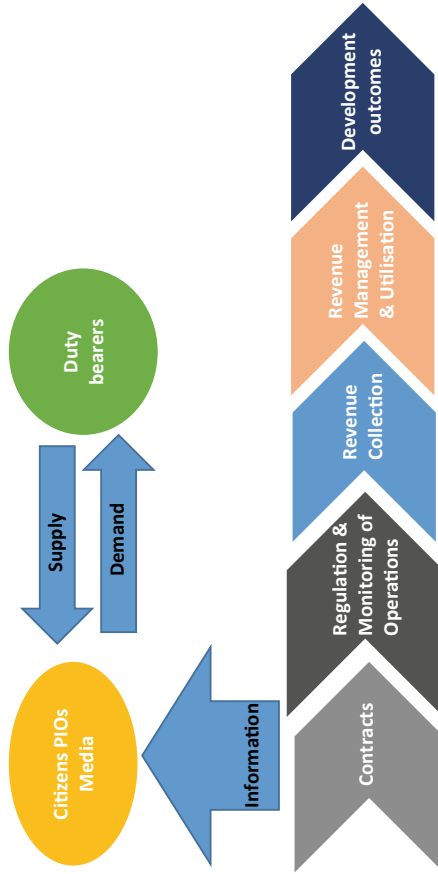 Citizens PIOs
Media
Supply
Demand
Duty
bearers
Information
Contracts
Regulation &
Monitoring of
Operations
Revenue
Collection
Revenue
Management
& Utilisation
Development
outcomes